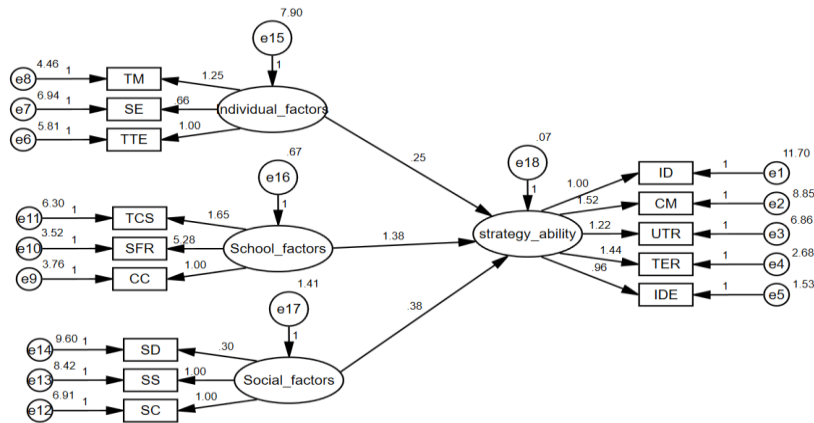 7.90
e15
1
4.46
e8
1
TM
1.25
6.94
e7
1
SE
.66
Individual_factors
5.81
e6
1
TTE
1.00
.25
.07
e18
1
.67
e16
1
6.30
e11
1
TCS
1.65
3.52
e10
1
SFR
5.28
School_factors
3.76
e9
1
CC
1.00
1.38
strategy_ability
1.00
ID
1
11.70
e1
1.52
CM
1
8.85
e2
1.22
UTR
1
6.86
e3
1.44
TER
1
2.68
e4
.96
IDE
1
1.53
e5
1.41
e17
1
9.60
e14
1
SD
.30
8.42
e13
1
SS
1.00
Social_factors
.38
6.91
e12
1
SC
1.00